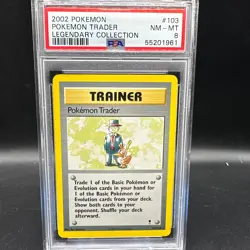 2002 POKEMON #103
POKEMON TRADER NM-MT
LEGENDARY COLLECTION PSA 8
55201961
TRAINER
Pokémon Trader
Trade 1 of the Basic Pokémon or
Evolution cards in your hand for
1 of the Basic Pokémon or
Evolution cards from your deck.
Show both cards to your
opponent. Shuffle your deck
afterward.